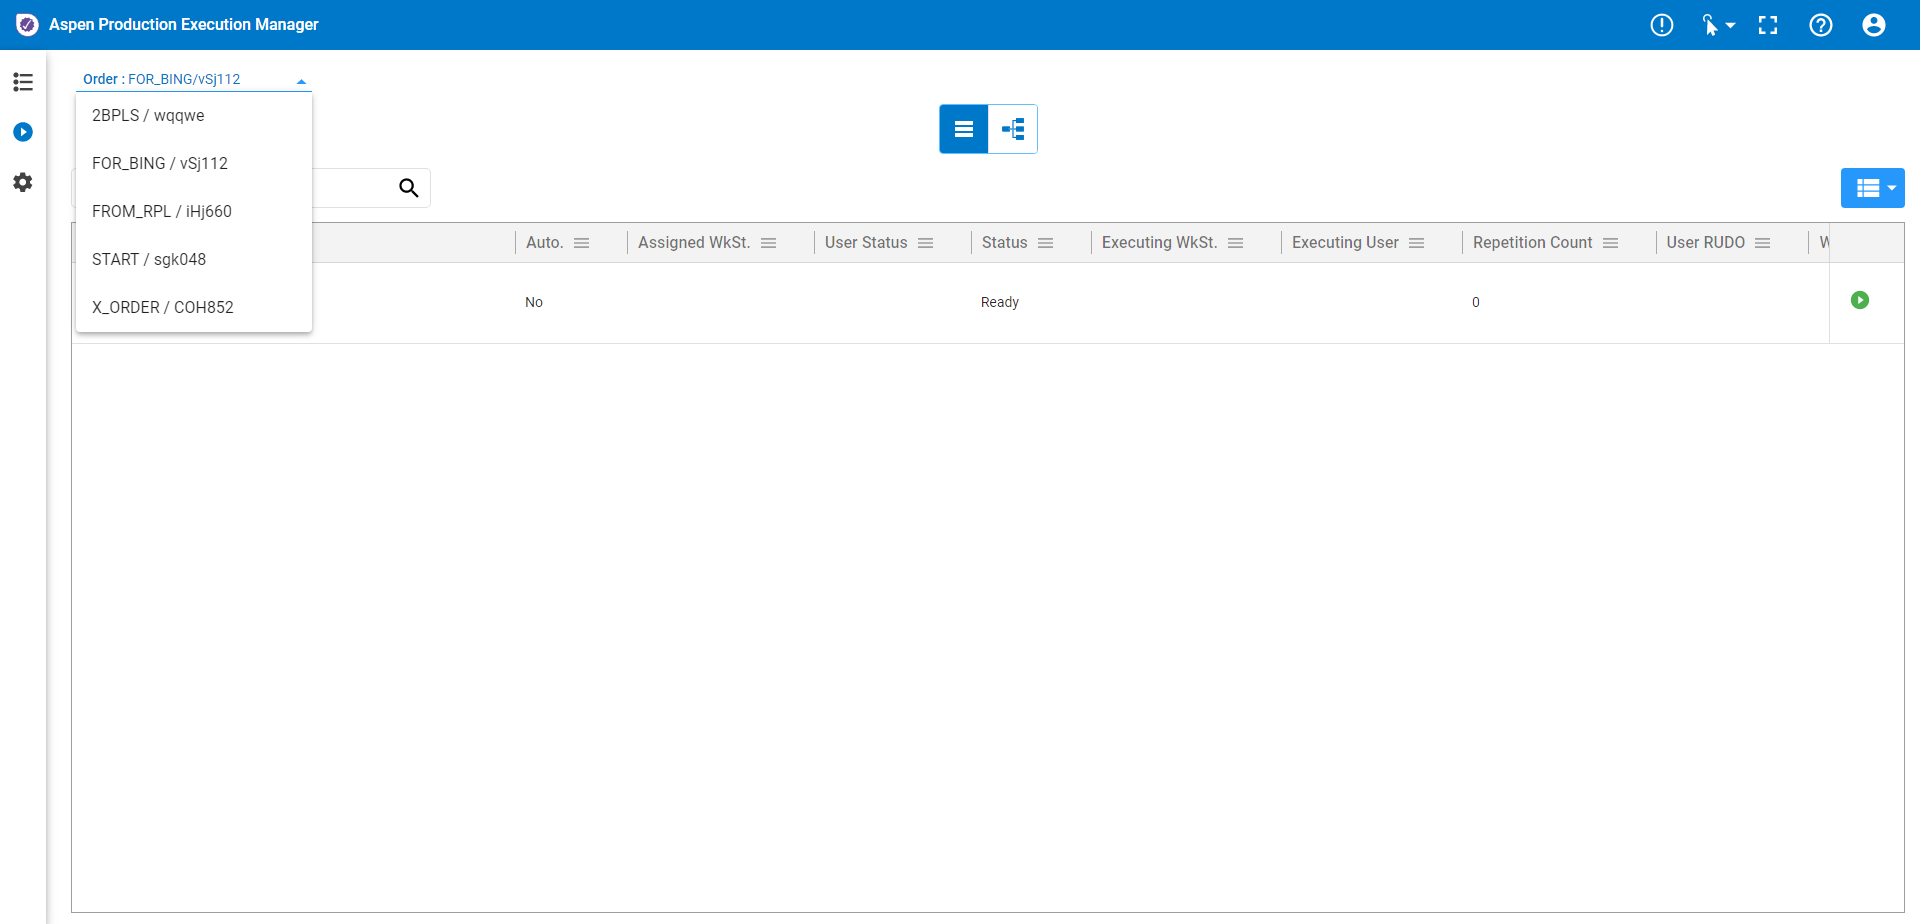 Aspen Production Execution Manager
Order : FOR_BING/vSj112
2BPLS / wqqwe
FOR_BING / vSj112
FROM_RPL / iHj660
START / sgk048
X_ORDER / COH852
Auto. Assigned WkSt. User Status Status Executing WkSt. Executing User Repetition Count User RUDO W
No Ready 0